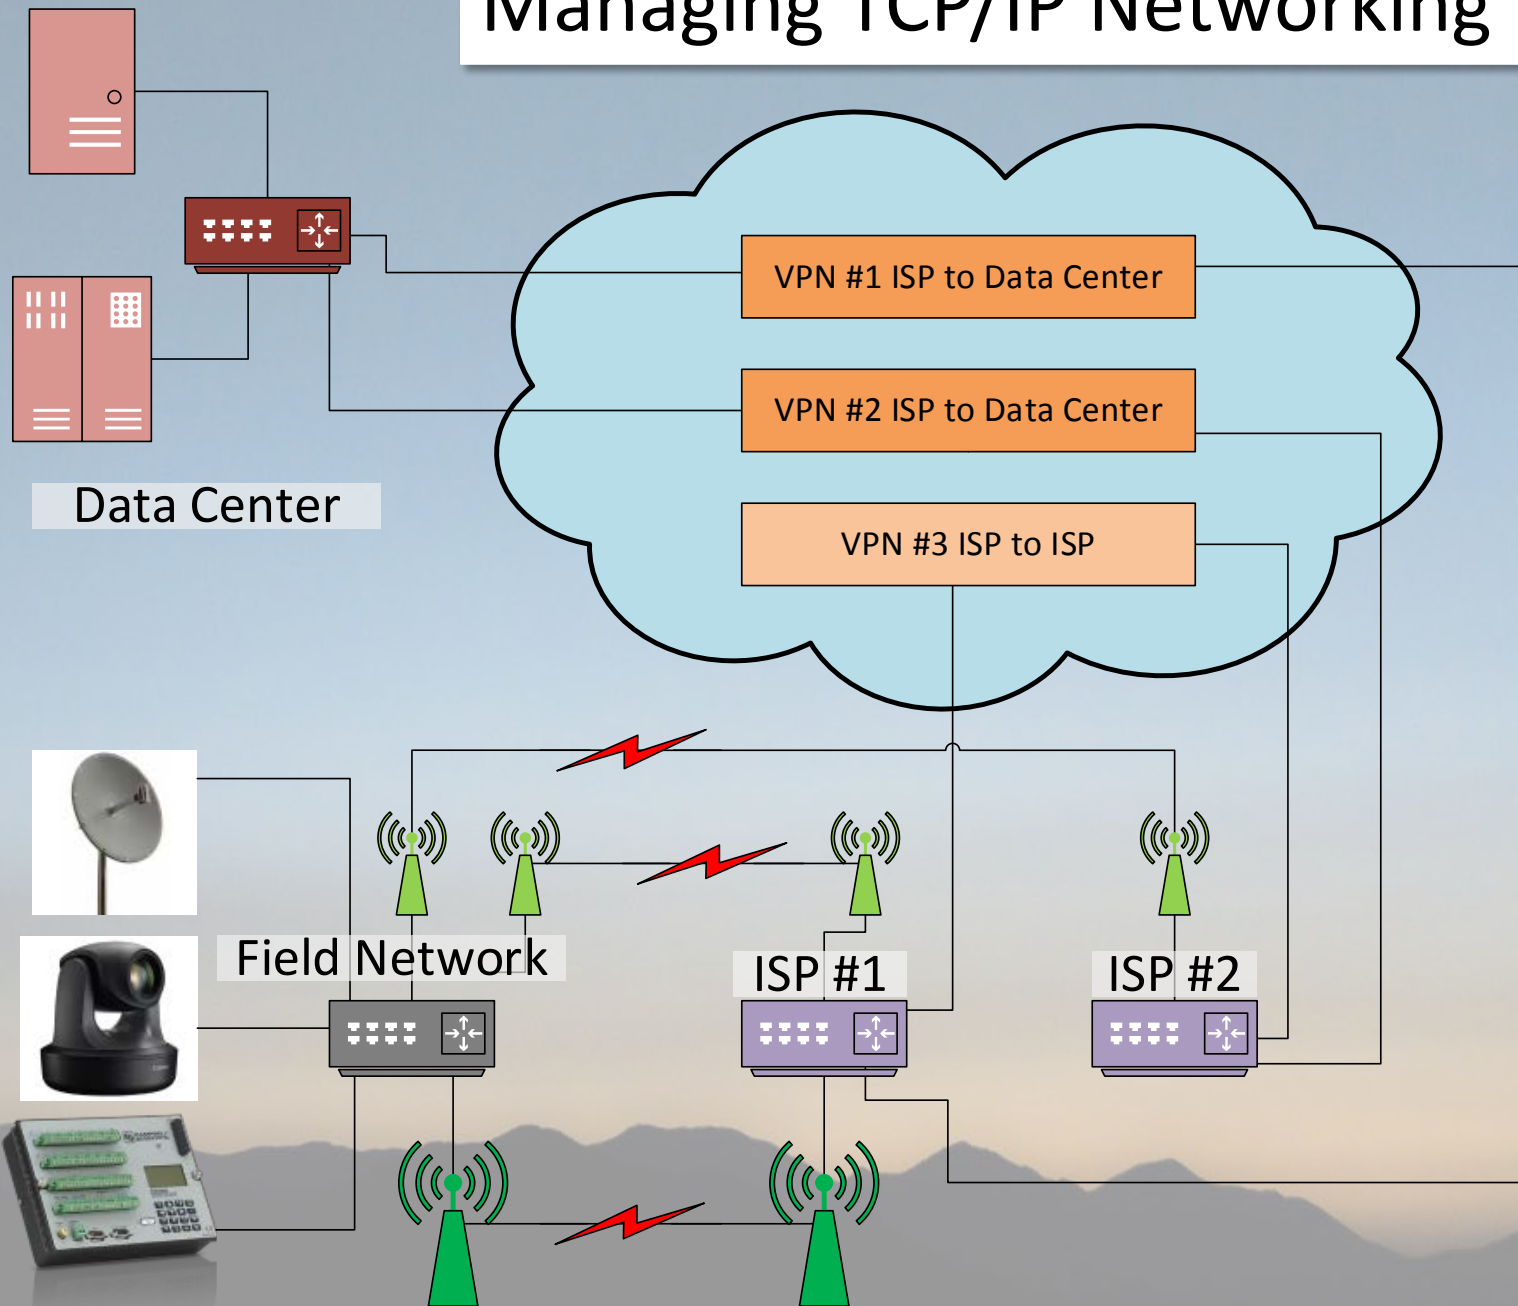 Managing TCP/IP Networking
VPN #1 ISP to Data Center
VPN #2 ISP to Data Center
Data Center
VPN #3 ISP to ISP
Field Network
ISP #1
ISP #2